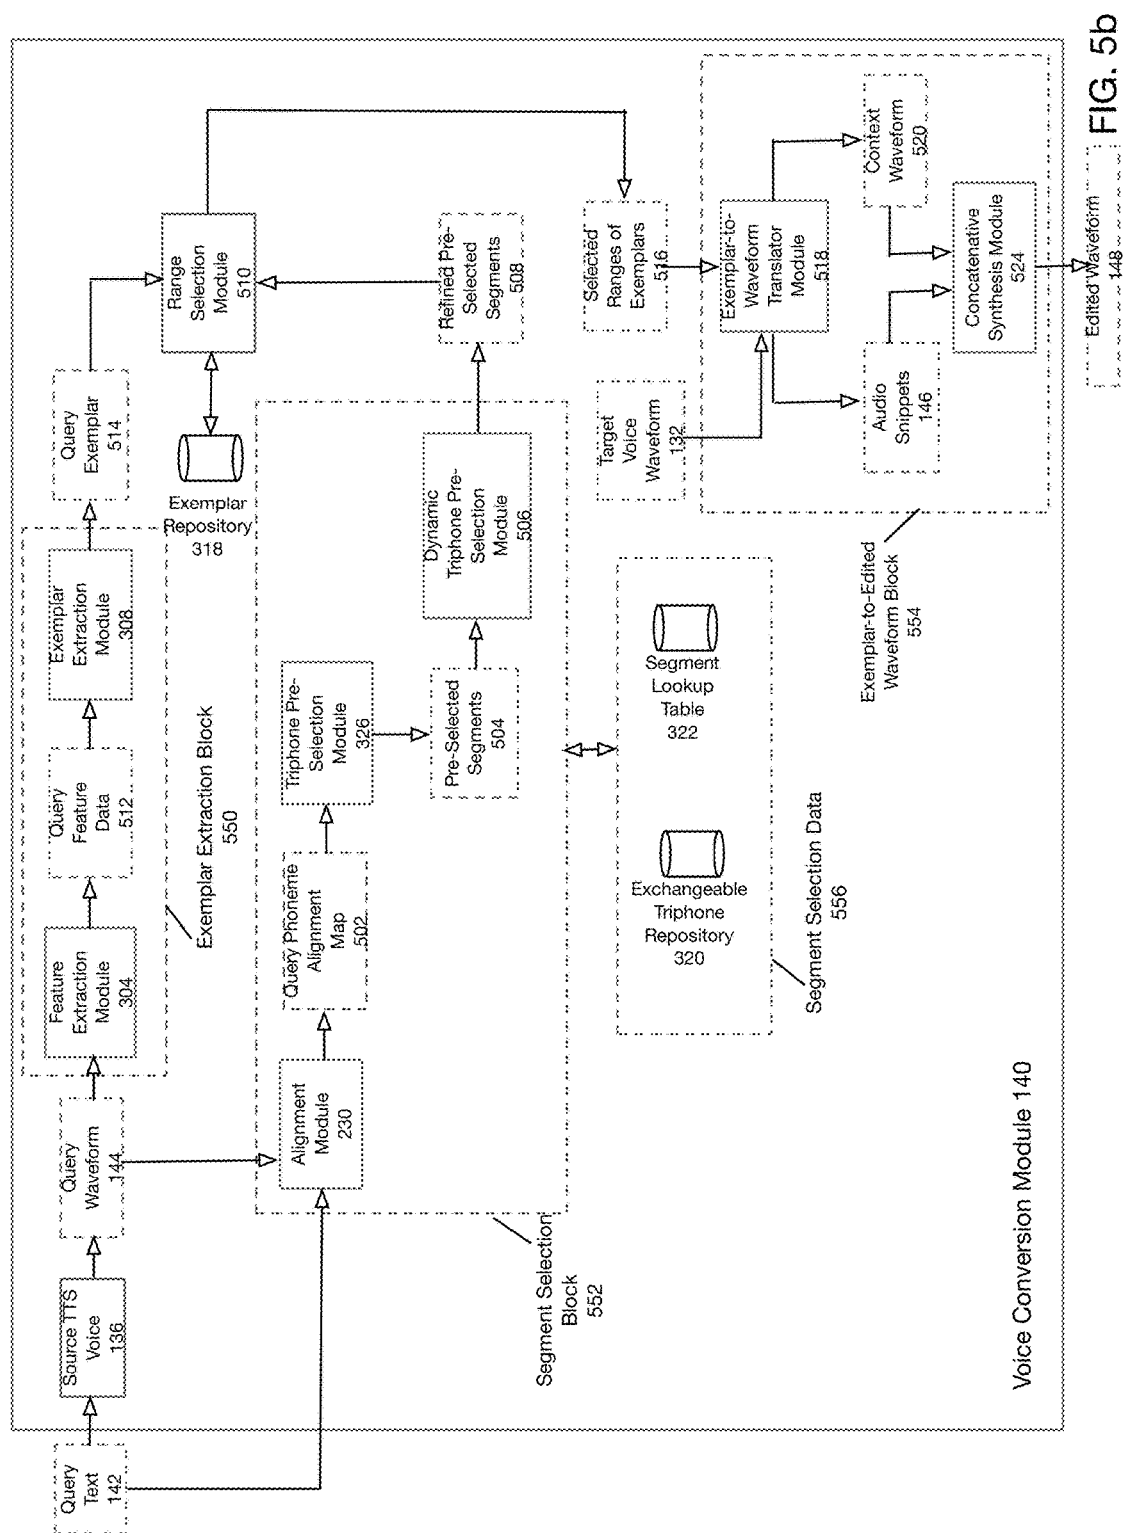 Query
Text
142
Source TTS
Voice
136
Query
Waveform
144
Feature
Extraction
Module
304
Query
Feature
Data
512
Exemplar
Extraction
Module
308
Query
Exemplar
514
Exemplar Extraction Block
550
Exemplar
Repository
318
Range
Selection
Module
510
Alignment
Module
230
Query Phoneme
Alignment
Map
502
Triphone Pre-
Selection
Module
326
Pre-Selected
Segments
504
Dynamic
Triphone Pre-
Selection
Module
506
Refined Pre-
Selected
Segments
508
Segment Selection
Block
552
Exchangeable
Triphone
Repository
320
Segment
Lookup
Table
322
Segment Selection Data
556
Target
Voice
Waveform
132
Selected
Ranges of
Exemplars
516
Exemplar-to-
Waveform
Translator
Module
518
Audio
Snippets
146
Context
Waveform
520
Concatenative
Synthesis Module
524
Exemplar-to-Edited
Waveform Block
554
Voice Conversion Module 140
Edited Waveform
148
FIG. 5b